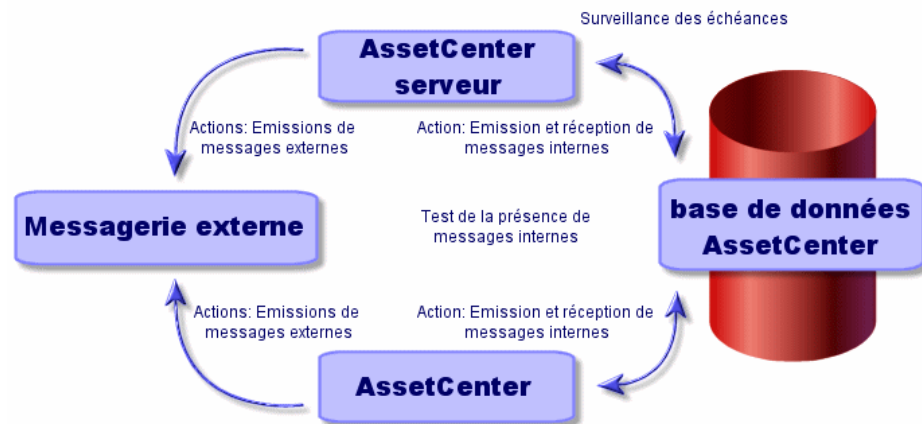 Surveillance des échéances
AssetCenter
serveur
Actions: Emissions de
messages externes
Action: Emission et réception de
messages internes
Messagerie externe
Test de la présence de
messages internes
base de données
AssetCenter
Actions: Emissions de
messages externes
Action: Emission et réception de
messages internes
AssetCenter